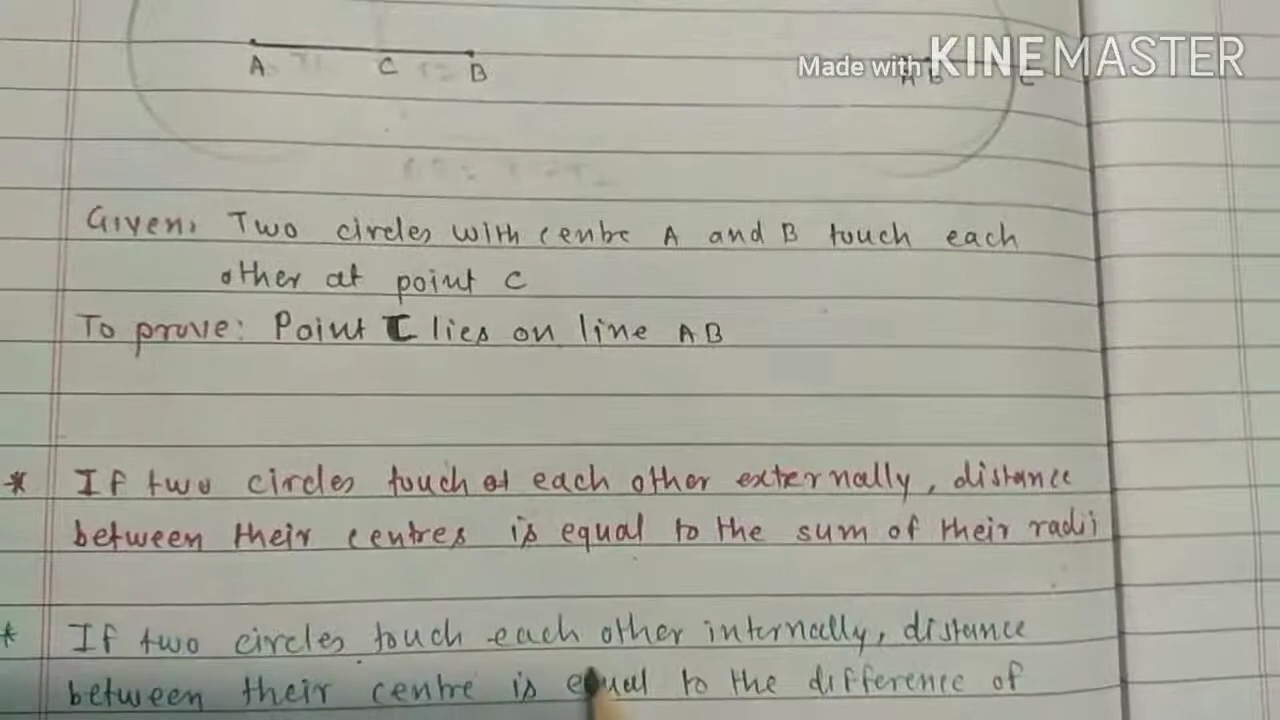 A C B
Made with KINEMASTER
A B C
Given: Two circles with centre A and B touch each
other at point C
To prove: Point C lies on line AB
* If two circles touch at each other externally, distance
between their centres is equal to the sum of their radii
* If two circles touch each other internally, distance
between their centre is equal to the difference of